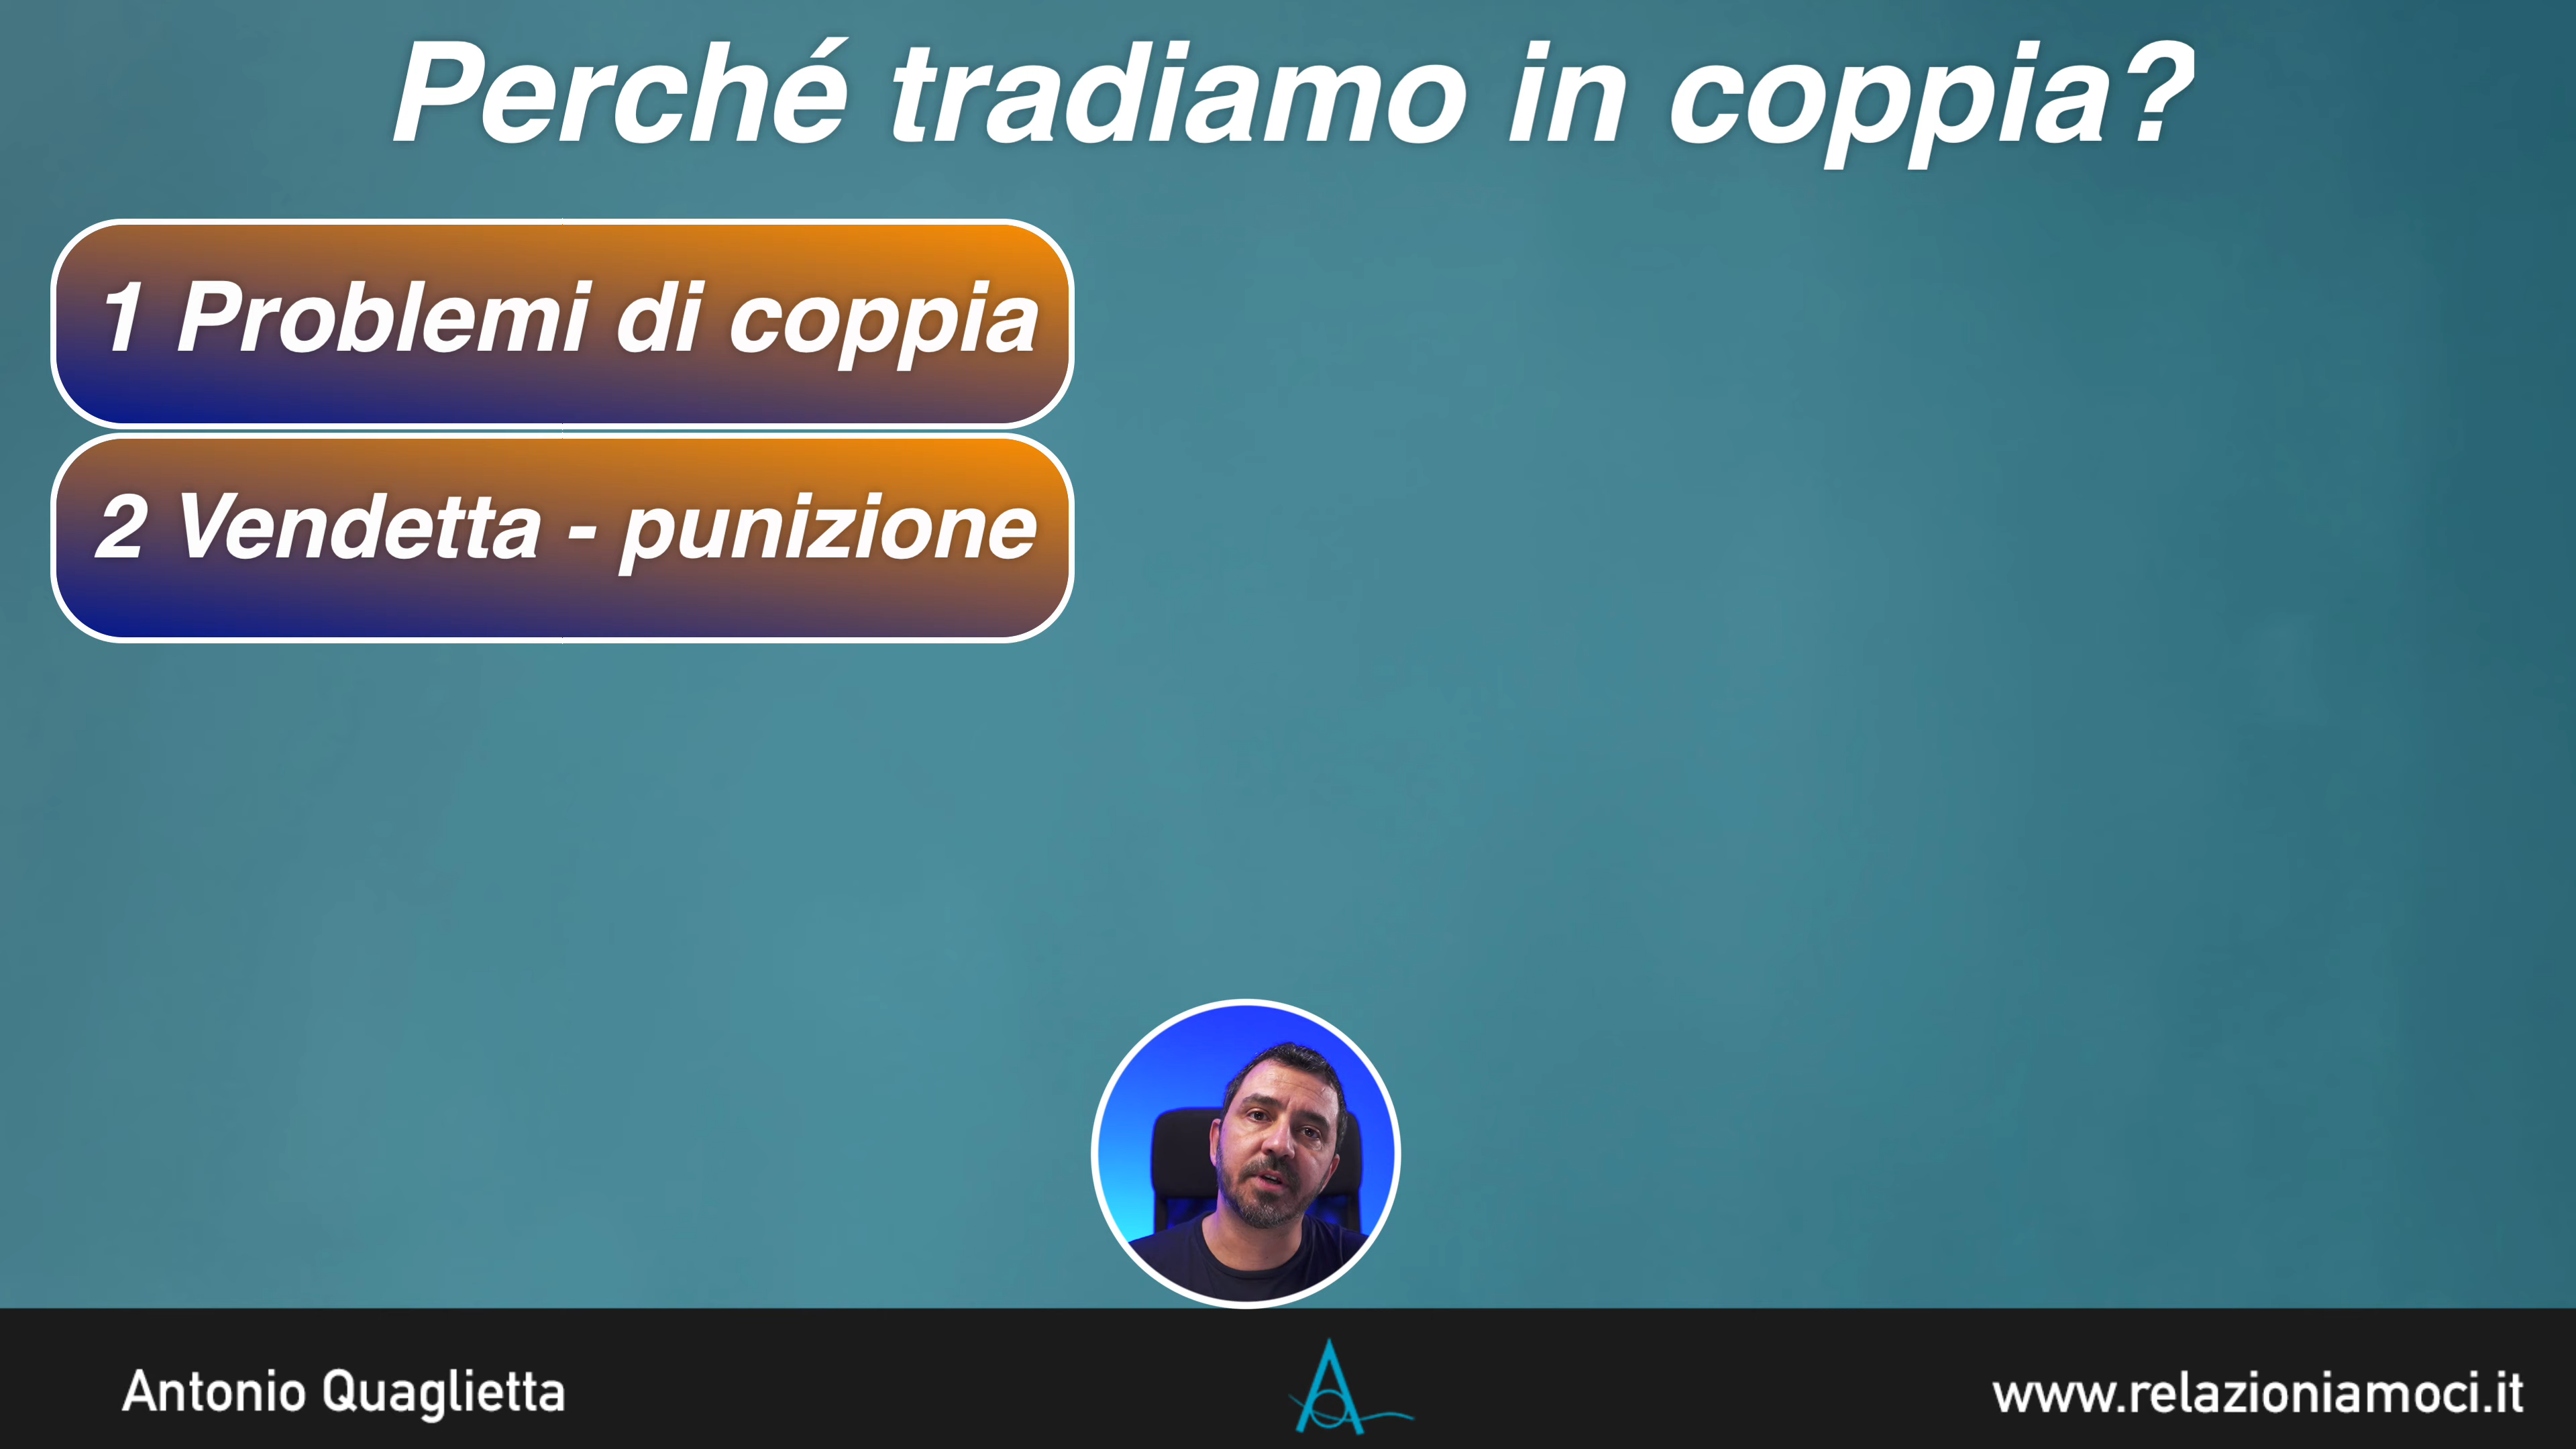 Perché tradiamo in coppia?
1 Problemi di coppia
2 Vendetta - punizione
Antonio Quaglietta
www.relazioniamoci.it